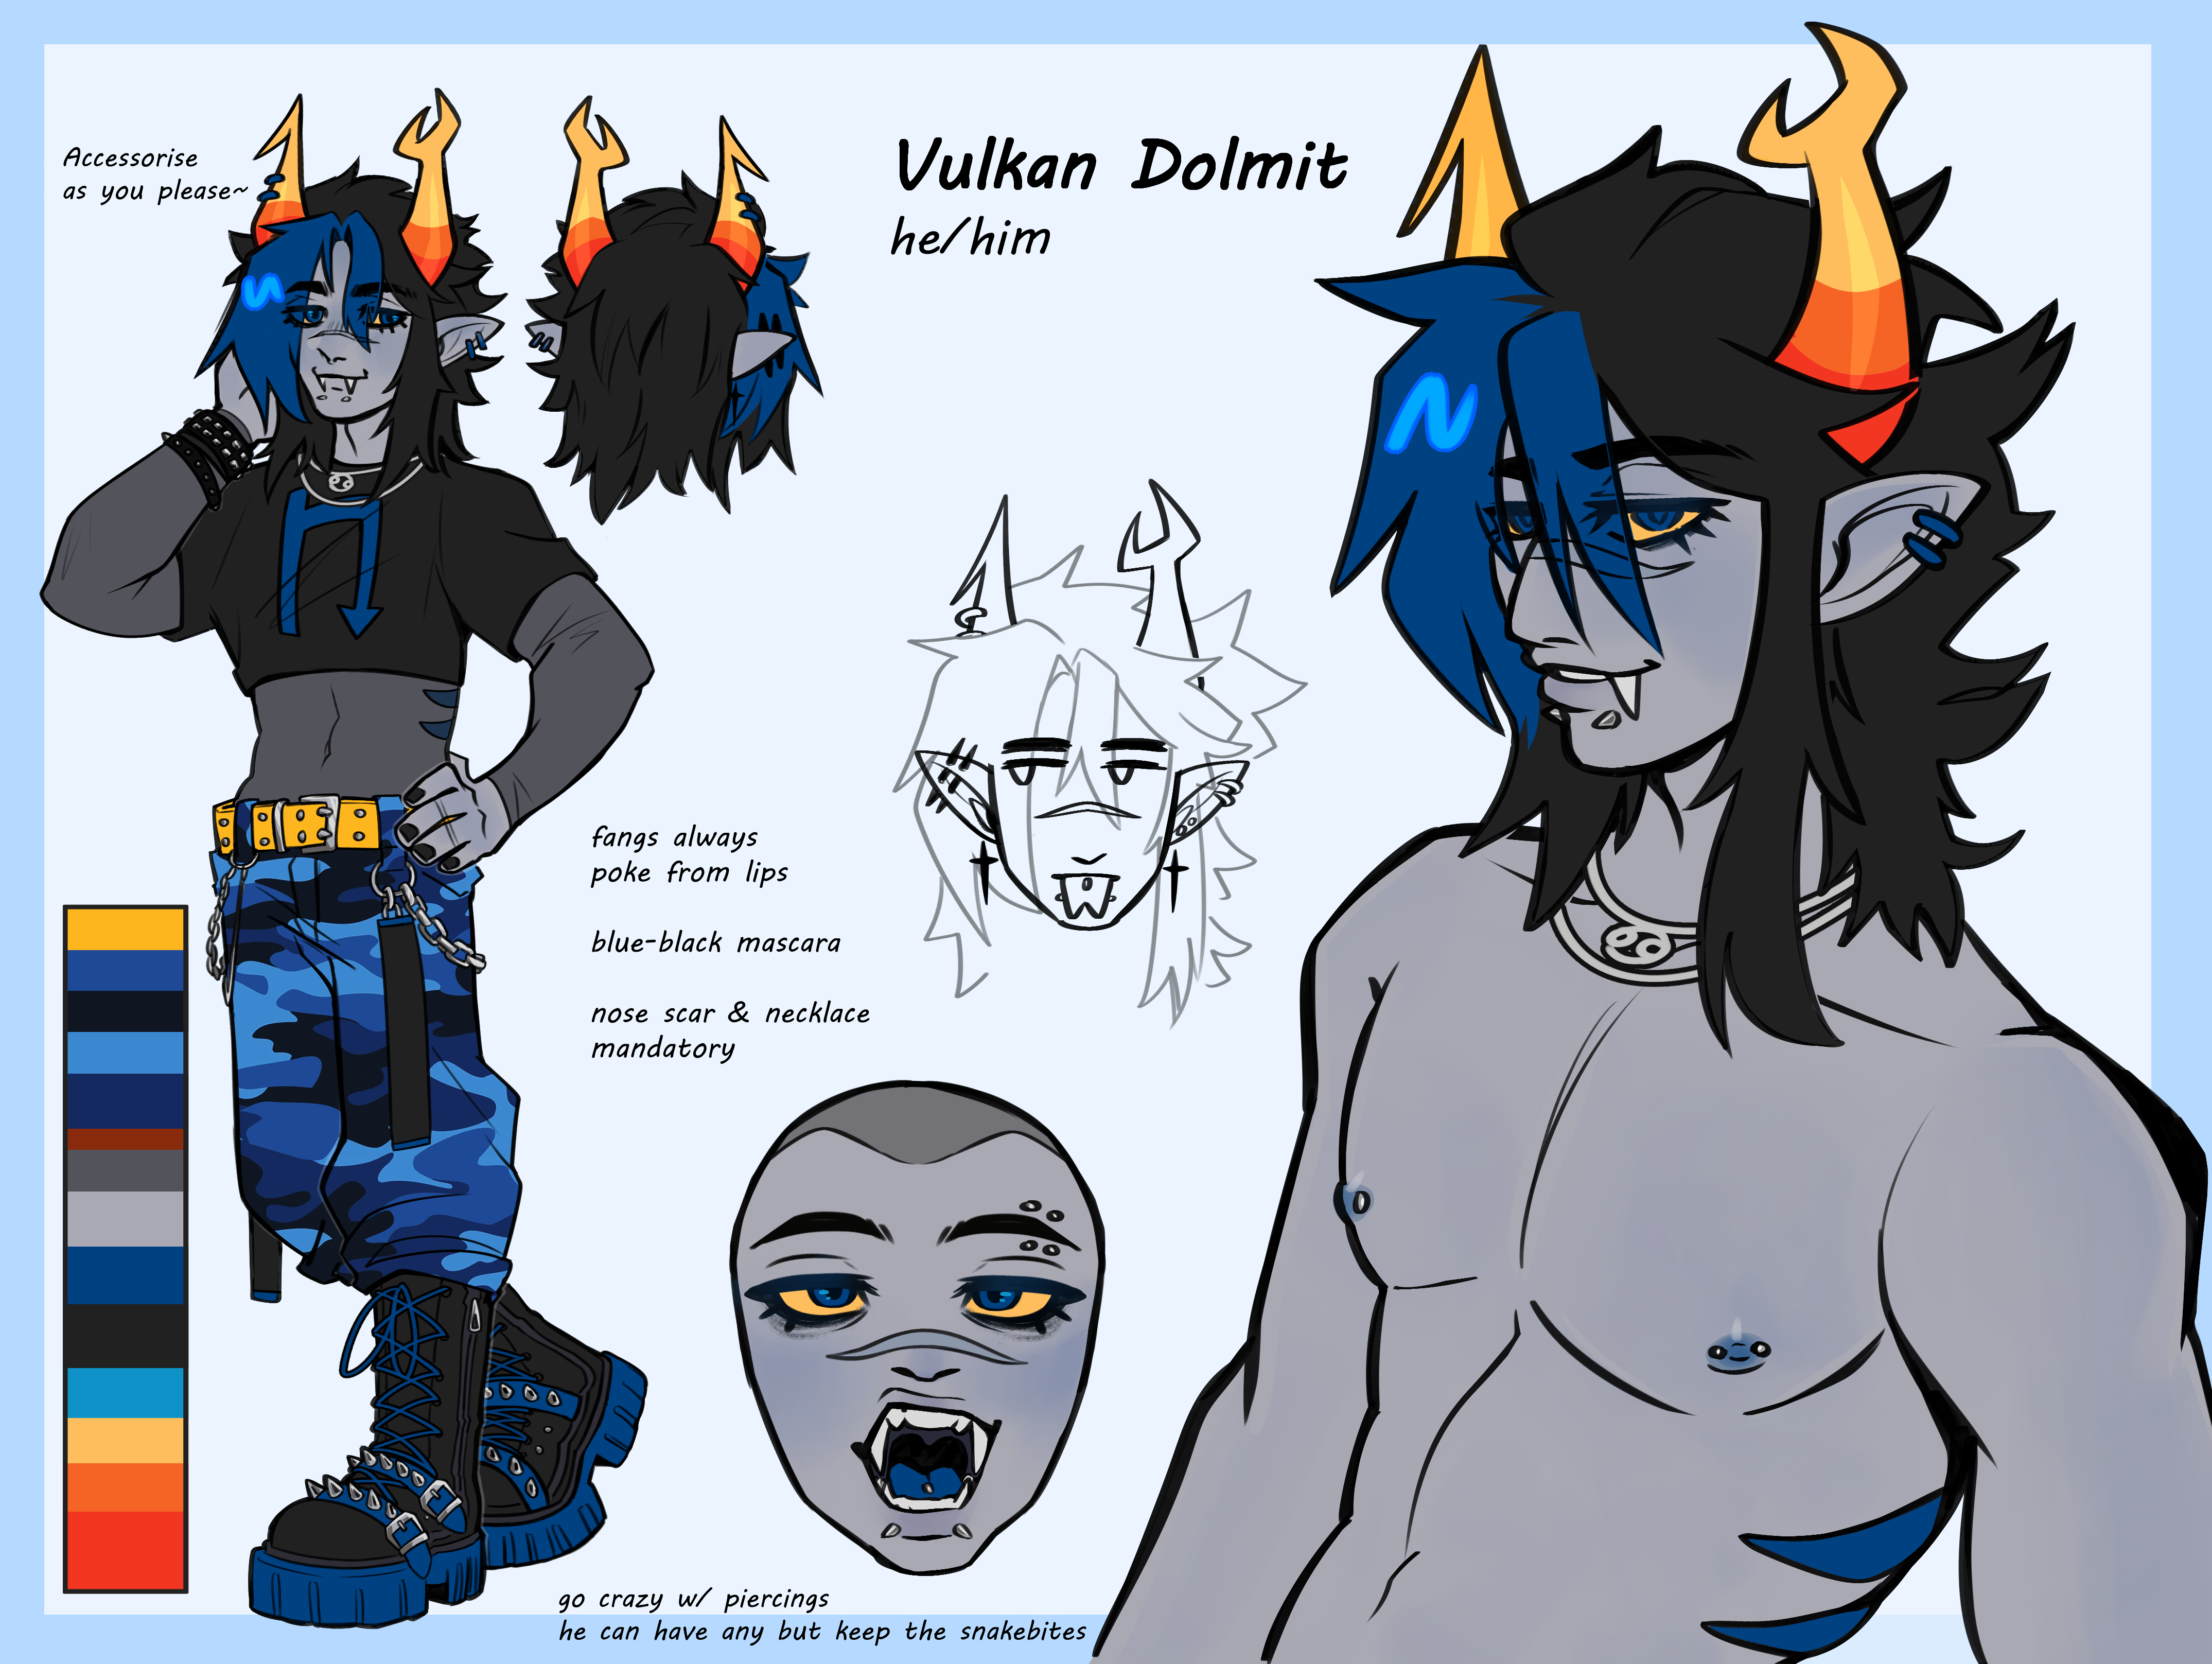 Accessorise
as you please~
Vulkan Dolmit
he/him
fangs always
poke from lips
blue-black mascara
nose scar & necklace
mandatory
go crazy w/ piercings
he can have any but keep the snakebites